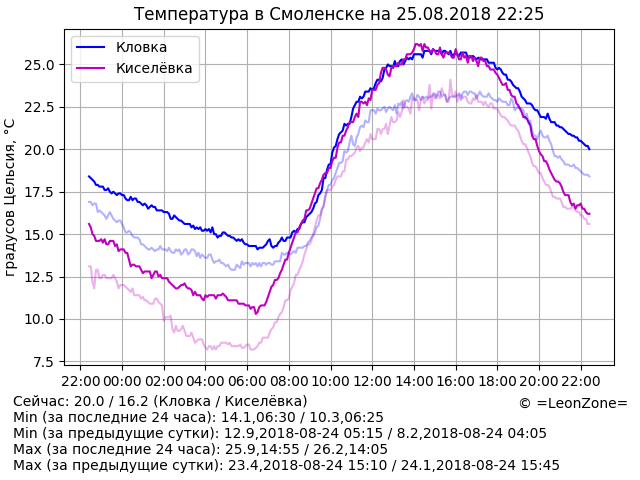 Температура в Смоленске на 25.08.2018 22:25
Кловка
Киселёвка
градусов Цельсия, °C
25.0
22.5
20.0
17.5
15.0
12.5
10.0
7.5
22:00 00:00 02:00 04:00 06:00 08:00 10:00 12:00 14:00 16:00 18:00 20:00 22:00
Сейчас: 20.0 / 16.2 (Кловка / Киселёвка)
© =LeonZone=
Min (за последние 24 часа): 14.1,06:30 / 10.3,06:25
Min (за предыдущие сутки): 12.9,2018-08-24 05:15 / 8.2,2018-08-24 04:05
Max (за последние 24 часа): 25.9,14:55 / 26.2,14:05
Max (за предыдущие сутки): 23.4,2018-08-24 15:10 / 24.1,2018-08-24 15:45